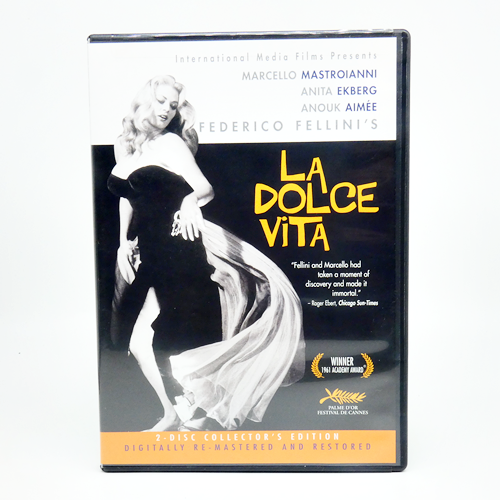 International Media Films Presents
MARCELLO MASTROIANNI
ANITA EKBERG
ANOUK AIMÉE
FEDERICO FELLINI'S
LA
DOLCE
ViTA
"Fellini and Marcello had
taken a moment of
discovery and made it
immortal."
– Roger Ebert, Chicago Sun-Times
WINNER
1961 ACADEMY AWARD
PALME D'OR
FESTIVAL DE CANNES
2-DISC COLLECTOR'S EDITION
DIGITALLY RE-MASTERED AND RESTORED